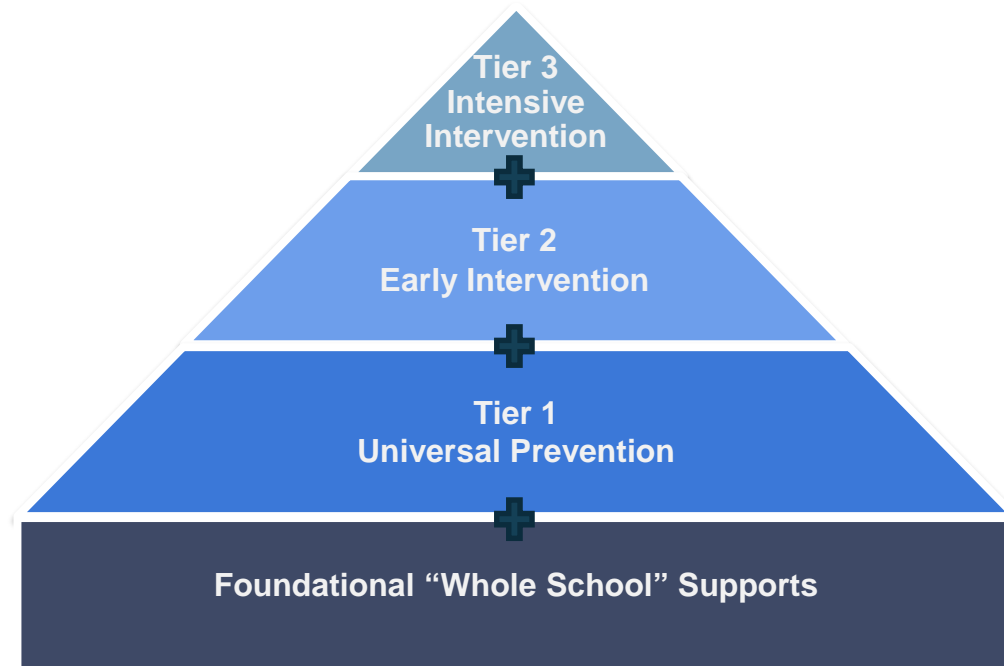 Tier 3
Intensive
Intervention
Tier 2
Early Intervention
Tier 1
Universal Prevention
Foundational “Whole School” Supports